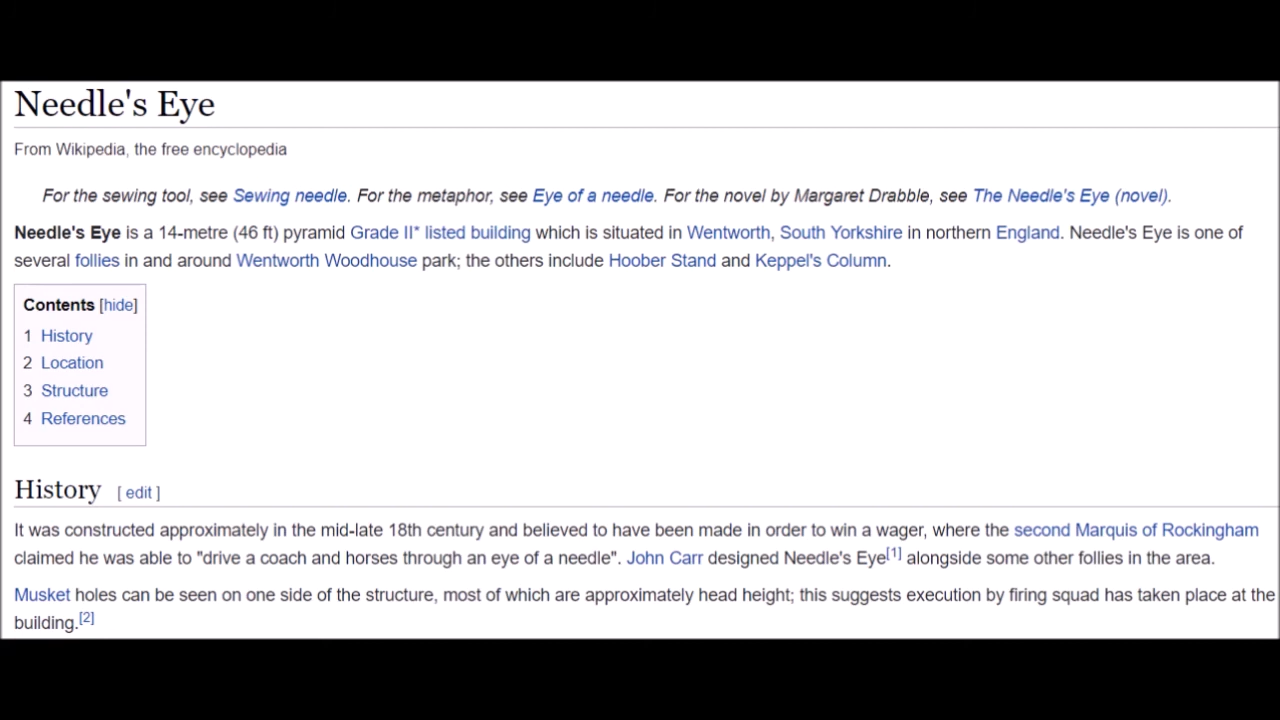 Needle's Eye
From Wikipedia, the free encyclopedia
For the sewing tool, see Sewing needle. For the metaphor, see Eye of a needle. For the novel by Margaret Drabble, see The Needle's Eye (novel).
Needle's Eye is a 14-metre (46 ft) pyramid Grade II* listed building which is situated in Wentworth, South Yorkshire in northern England. Needle's Eye is one of
several follies in and around Wentworth Woodhouse park; the others include Hoober Stand and Keppel's Column.
Contents [hide]
1 History
2 Location
3 Structure
4 References
History [ edit ]
It was constructed approximately in the mid-late 18th century and believed to have been made in order to win a wager, where the second Marquis of Rockingham
claimed he was able to "drive a coach and horses through an eye of a needle". John Carr designed Needle's Eye[1] alongside some other follies in the area.
Musket holes can be seen on one side of the structure, most of which are approximately head height; this suggests execution by firing squad has taken place at the
building.[2]